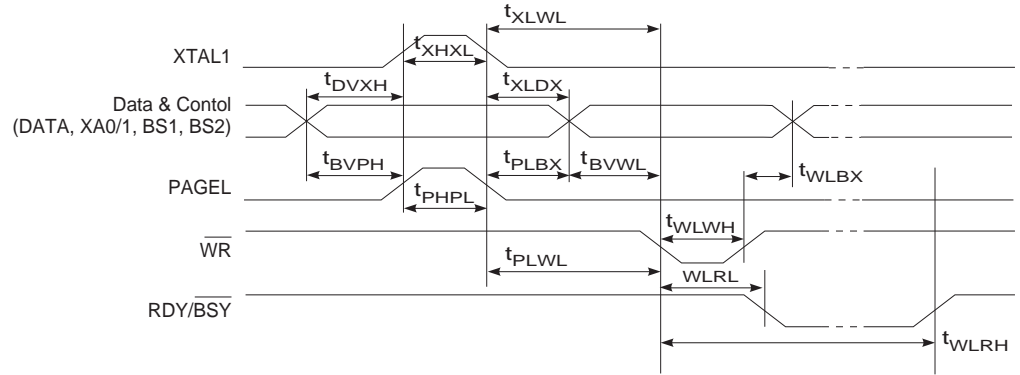 tXLWL
XTAL1
tXHXL
tDVXH
tXLDX
Data & Contol
(DATA, XA0/1, BS1, BS2)
tBVPH
tPLBX
tBVWL
tWLBX
PAGEL
tPHPL
tWLWH
WR
tPLWL
WLRL
RDY/BSY
tWLRH